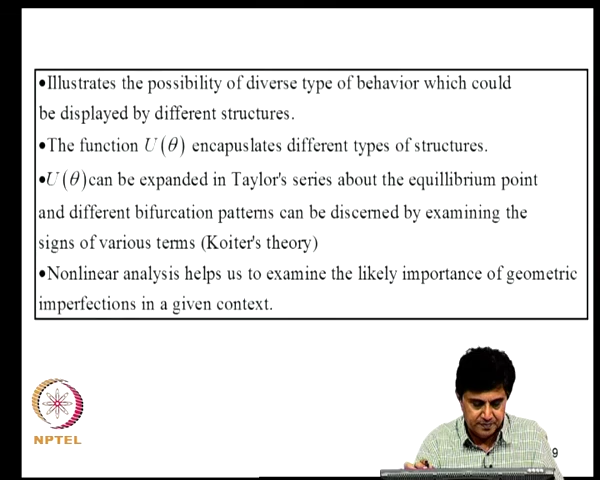 •Illustrates the possibility of diverse type of behavior which could
be displayed by different structures.
•The function U(θ) encapuslates different types of structures.
•U(θ)can be expanded in Taylor's series about the equillibrium point
and different bifurcation patterns can be discerned by examining the
signs of various terms (Koiter's theory)
•Nonlinear analysis helps us to examine the likely importance of geometric
imperfections in a given context.
NPTEL
9